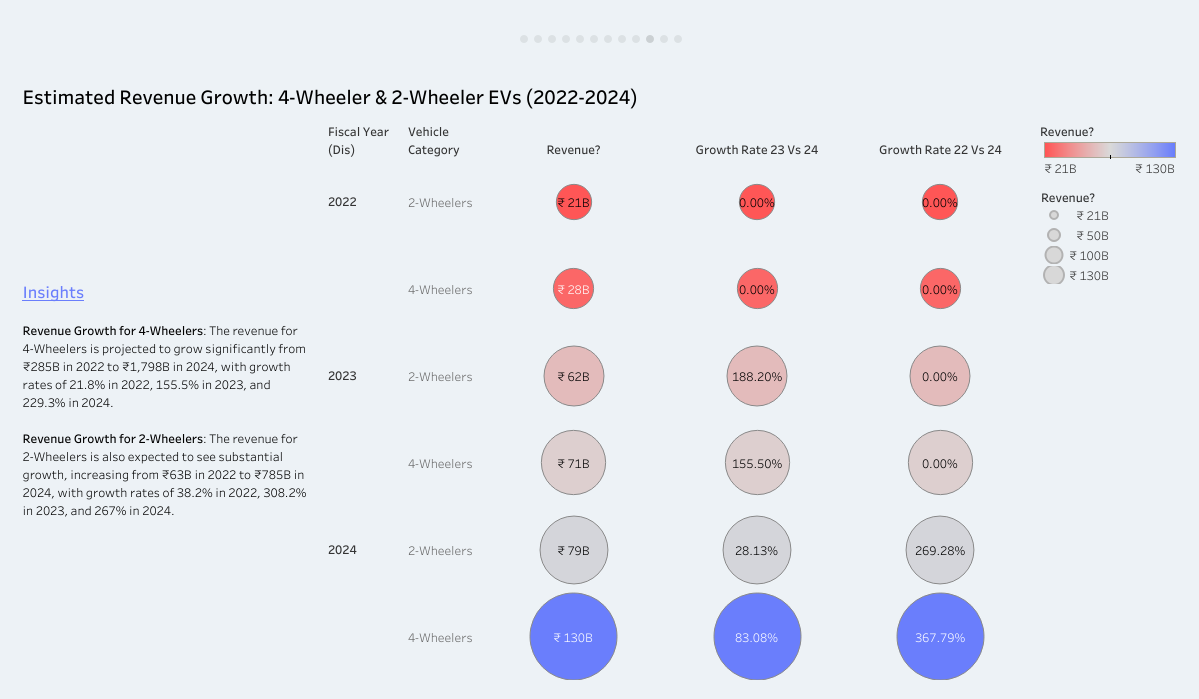 Estimated Revenue Growth: 4-Wheeler & 2-Wheeler EVs (2022-2024)
Fiscal Year (Dis)
Vehicle Category
Revenue?
Growth Rate 23 Vs 24
Growth Rate 22 Vs 24
2022
2-Wheelers
₹ 21B
0.00%
0.00%
4-Wheelers
₹ 28B
0.00%
0.00%
2023
2-Wheelers
₹ 62B
188.20%
0.00%
4-Wheelers
₹ 71B
155.50%
0.00%
2024
2-Wheelers
₹ 79B
28.13%
269.28%
4-Wheelers
₹ 130B
83.08%
367.79%
Insights
Revenue Growth for 4-Wheelers: The revenue for
4-Wheelers is projected to grow significantly from
₹285B in 2022 to ₹1,798B in 2024, with growth
rates of 21.8% in 2022, 155.5% in 2023, and
229.3% in 2024.
Revenue Growth for 2-Wheelers: The revenue for
2-Wheelers is also expected to see substantial
growth, increasing from ₹63B in 2022 to ₹785B in
2024, with growth rates of 38.2% in 2022, 308.2%
in 2023, and 267% in 2024.
Revenue?
₹ 21B
₹ 130B
Revenue?
₹ 21B
₹ 50B
₹ 100B
₹ 130B